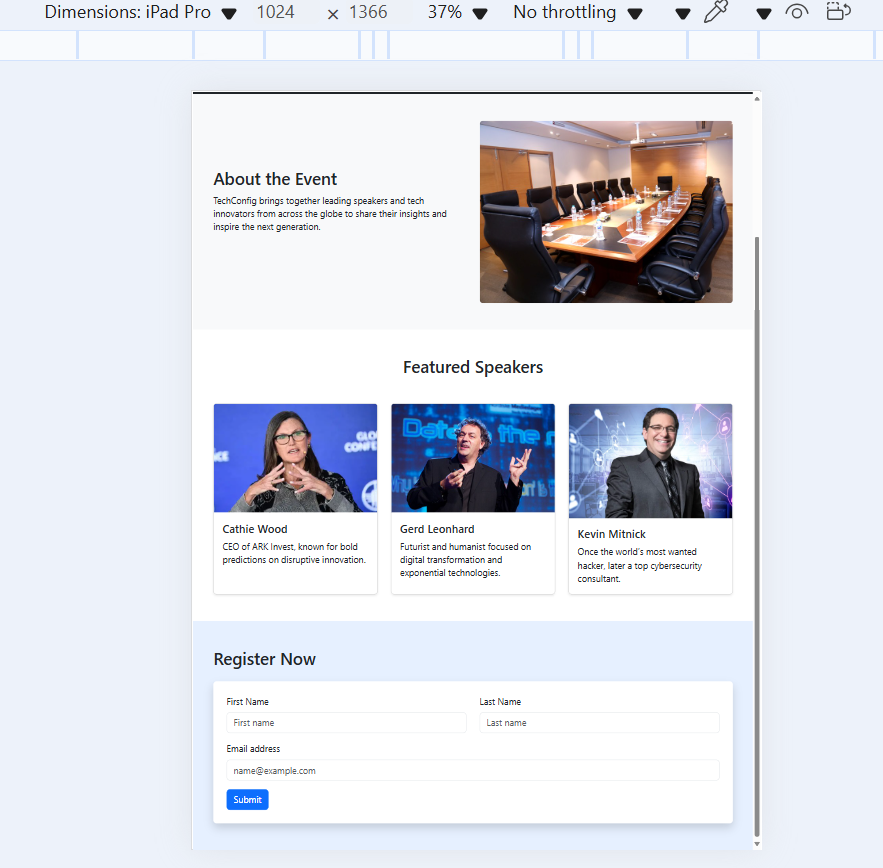 Dimensions: iPad Pro 1024 × 1366 37% No throttling
About the Event
TechConfig brings together leading speakers and tech
innovators from across the globe to share their insights and
inspire the next generation.
Featured Speakers
Cathie Wood
CEO of ARK Invest, known for bold
predictions on disruptive innovation.
Gerd Leonhard
Futurist and humanist focused on
digital transformation and
exponential technologies.
Kevin Mitnick
Once the world's most wanted
hacker, later a top cybersecurity
consultant.
Register Now
First Name
Last Name
First name
Last name
Email address
name@example.com
Submit